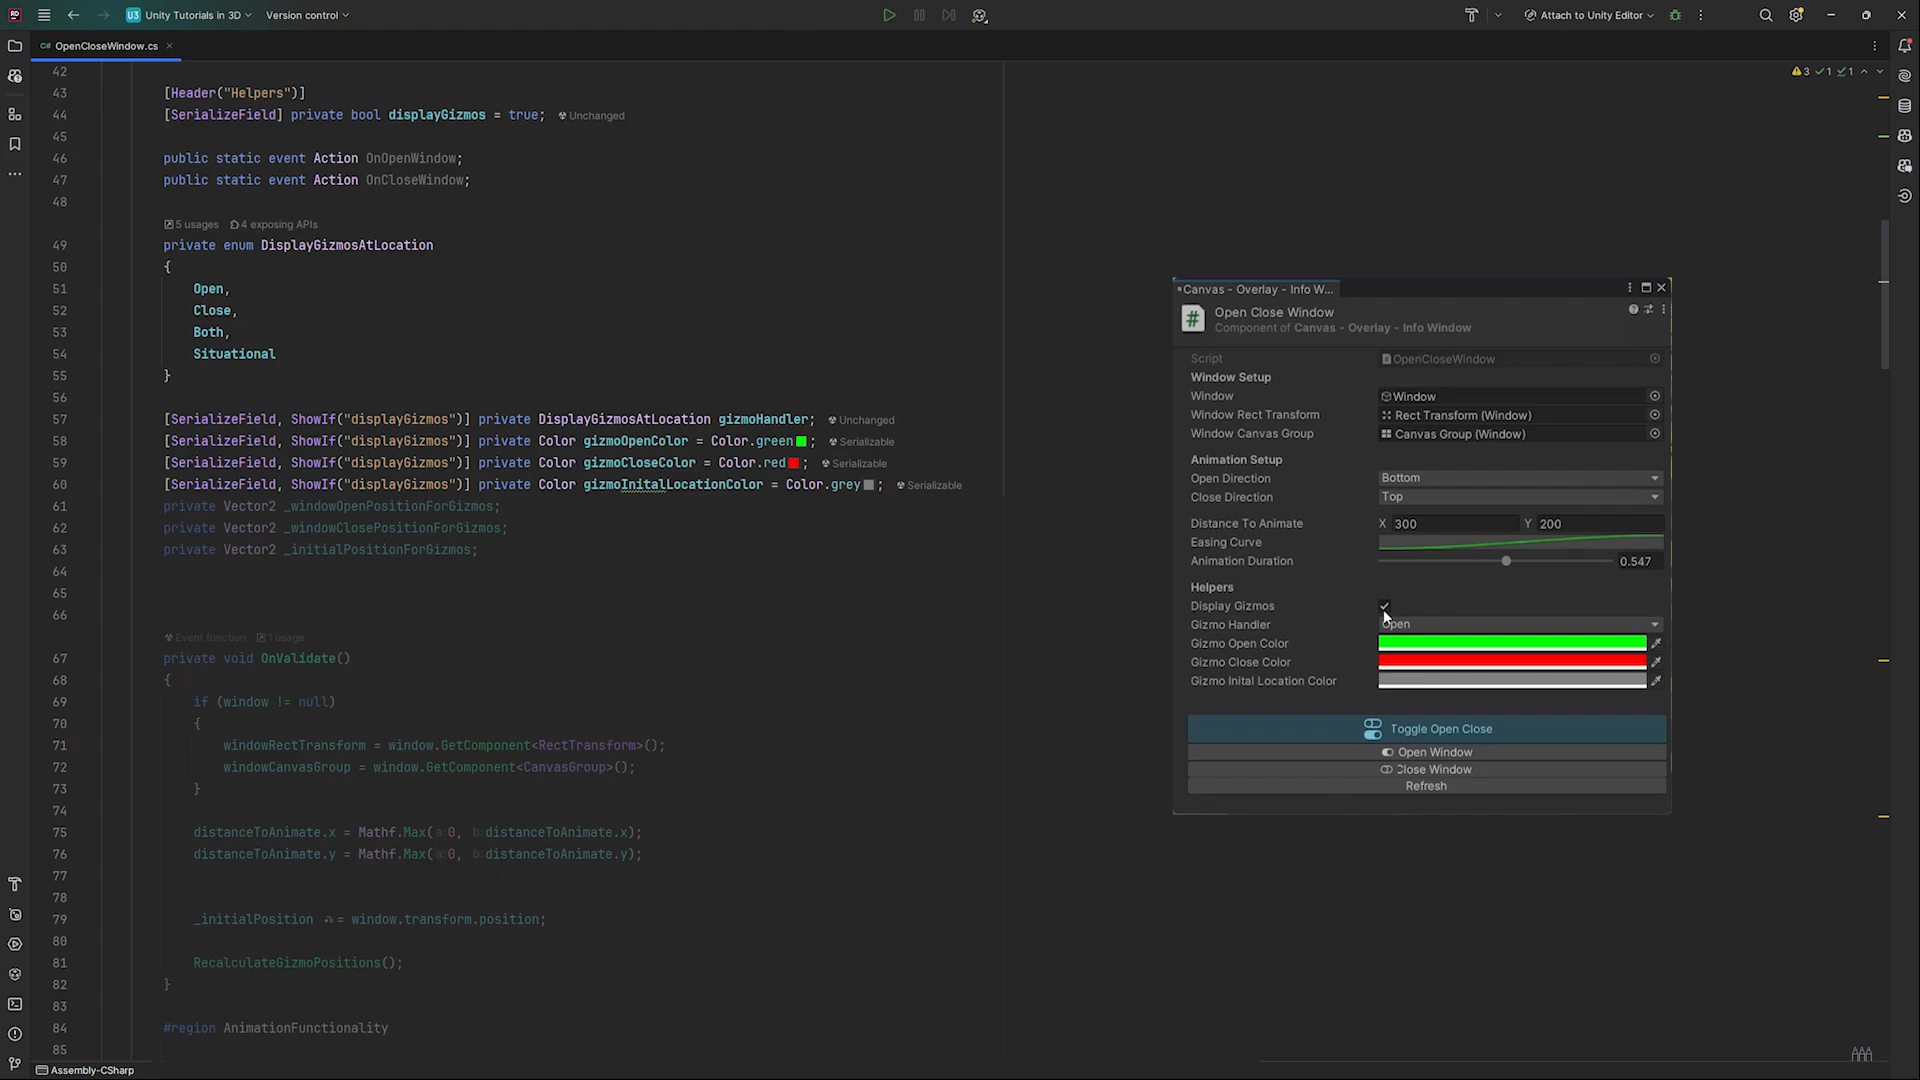 U3 Unity Tutorials in 3D Version control
Attach to Unity Editor
C# OpenCloseWindow.cs
3 1 1
42
43 [Header("Helpers")]
44 [SerializeField] private bool displayGizmos = true; Unchanged
45
46 public static event Action OnOpenWindow;
47 public static event Action OnCloseWindow;
48
5 usages 4 exposing APIs
49 private enum DisplayGizmosAtLocation
50 {
51 Open,
52 Close,
53 Both,
54 Situational
55 }
56
57 [SerializeField, ShowIf("displayGizmos")] private DisplayGizmosAtLocation gizmoHandler; Unchanged
58 [SerializeField, ShowIf("displayGizmos")] private Color gizmoOpenColor = Color.green ; Serializable
59 [SerializeField, ShowIf("displayGizmos")] private Color gizmoCloseColor = Color.red ; Serializable
60 [SerializeField, ShowIf("displayGizmos")] private Color gizmoInitalLocationColor = Color.grey ; Serializable
61 private Vector2 _windowOpenPositionForGizmos;
62 private Vector2 _windowClosePositionForGizmos;
63 private Vector2 _initialPositionForGizmos;
64
65
66
Event function 1 usage
67 private void OnValidate()
68 {
69 if (window != null)
70 {
71 windowRectTransform = window.GetComponent<RectTransform>();
72 windowCanvasGroup = window.GetComponent<CanvasGroup>();
73 }
74
75 distanceToAnimate.x = Mathf.Max( a: 0, b: distanceToAnimate.x);
76 distanceToAnimate.y = Mathf.Max( a: 0, b: distanceToAnimate.y);
77
78
79 _initialPosition = window.transform.position;
80
81 RecalculateGizmoPositions();
82 }
83
84 #region AnimationFunctionality
85
Assembly-CSharp
*Canvas - Overlay - Info W...
# Open Close Window
Component of Canvas - Overlay - Info Window
Script OpenCloseWindow
Window Setup
Window Window
Window Rect Transform Rect Transform (Window)
Window Canvas Group Canvas Group (Window)
Animation Setup
Open Direction Bottom
Close Direction Top
Distance To Animate X 300 Y 200
Easing Curve
Animation Duration 0.547
Helpers
Display Gizmos
Gizmo Handler Open
Gizmo Open Color
Gizmo Close Color
Gizmo Inital Location Color
Toggle Open Close
Open Window
Close Window
Refresh